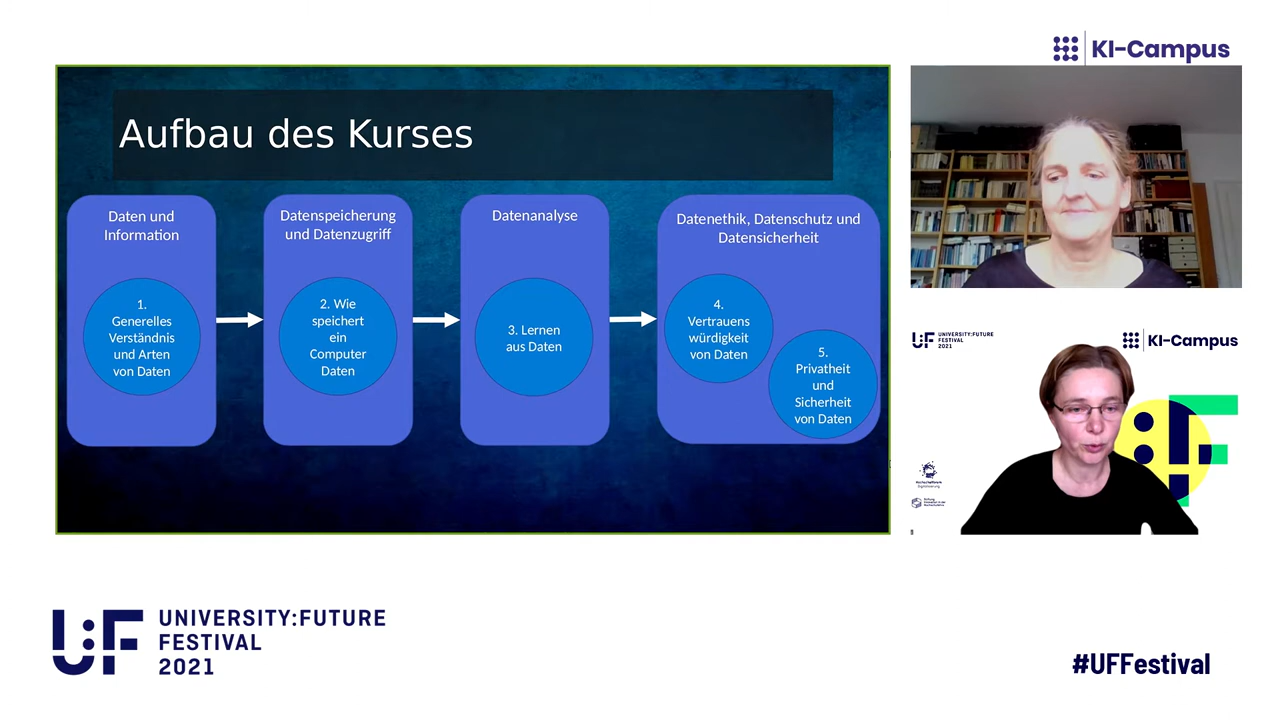 KI-Campus
Aufbau des Kurses
Daten und
Information
1.
Generelles
Verständnis
und Arten
von Daten
Datenspeicherung
und Datenzugriff
2. Wie
speichert
ein
Computer
Daten
Datenanalyse
3. Lernen
aus Daten
Datenethik, Datenschutz und
Datensicherheit
4.
Vertrauens
würdigkeit
von Daten
5.
Privatheit
und
Sicherheit
von Daten
U:F UNIVERSITY:FUTURE
FESTIVAL
2021
KI-Campus
U:F
UNIVERSITY:FUTURE
FESTIVAL
2021
#UFFestival